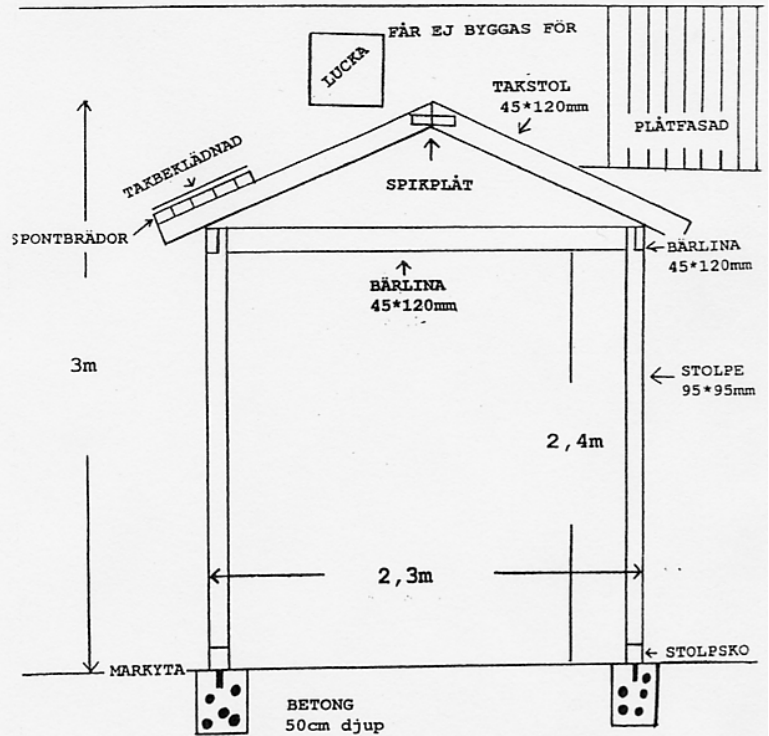 FÅR EJ BYGGAS FÖR
LUCKA
TAKSTOL
45*120mm
PLÅTFASAD
TAKBEKLÄDNAD
SPIKPLÅT
SPONTBRÄDOR
BÄRLINA
45*120mm
BÄRLINA
45*120mm
3m
STOLPE
95*95mm
2,4m
2,3m
MARKYTA
STOLPSKO
BETONG
50cm djup